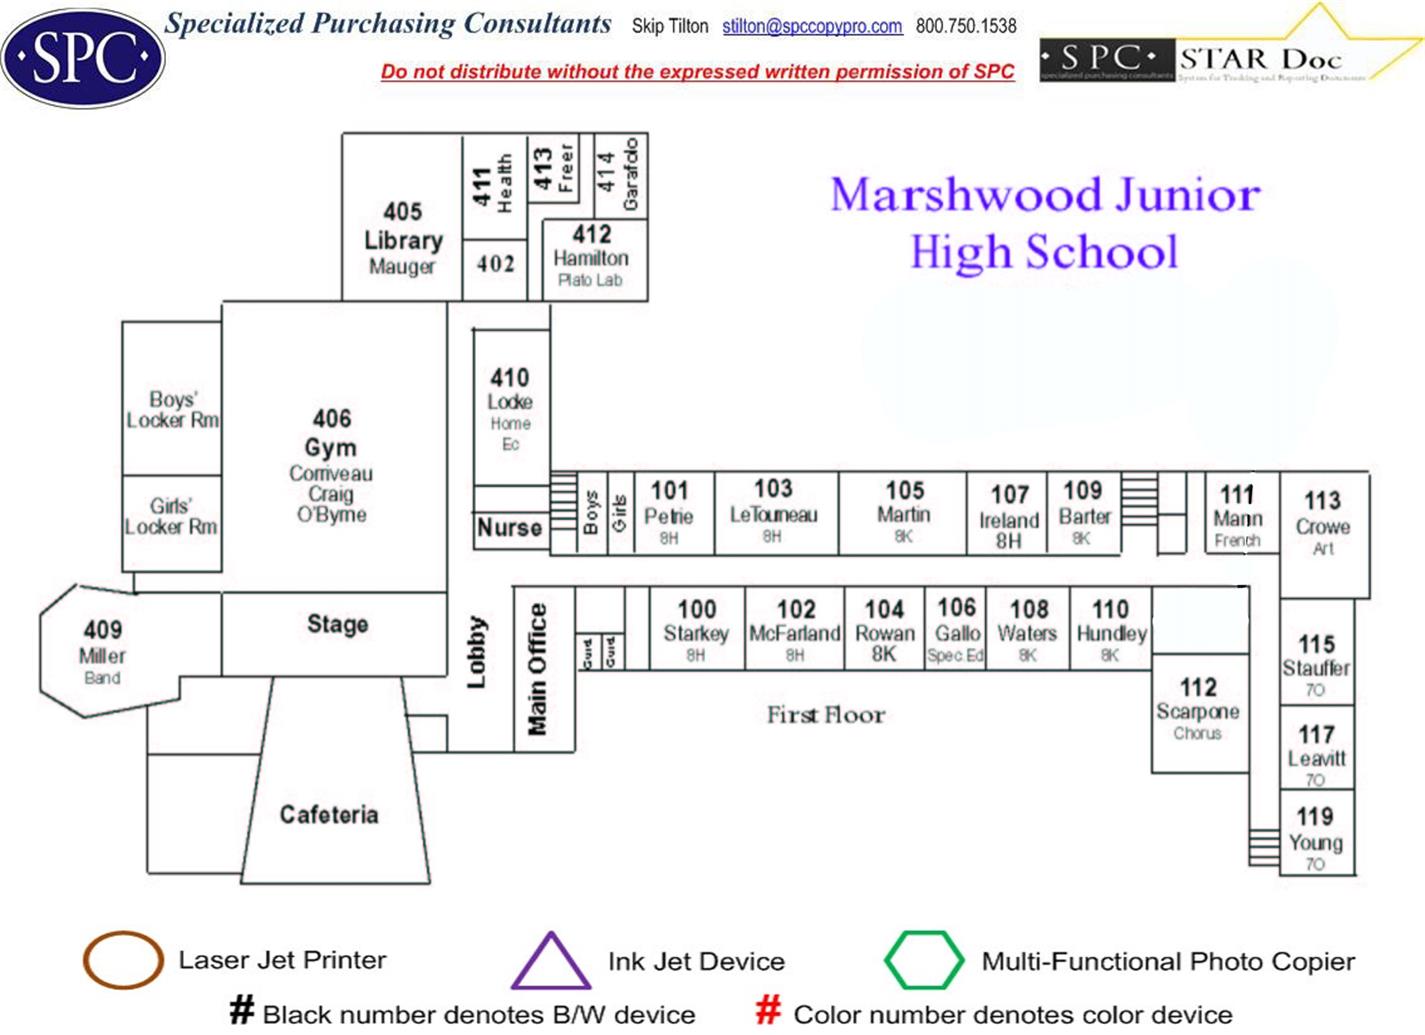 SPC
Specialized Purchasing Consultants Skip Tilton stilton@spccopypro.com 800.750.1538
Do not distribute without the expressed written permission of SPC
· SPC · STAR Doc
specialized purchasing consultants System for Tracking and Reporting Documents
Marshwood Junior
High School
405
Library
Mauger
411
Health
402
413
Freer
414
Garafolo
412
Hamilton
Plato Lab
Boys'
Locker Rm
Girls'
Locker Rm
406
Gym
Corriveau
Craig
O'Byrne
410
Locke
Home
Ec
Nurse
Boys
Girls
101
Petrie
8H
103
LeTourneau
8H
105
Martin
8K
107
Ireland
8H
109
Barter
8K
111
Mann
French
113
Crowe
Art
409
Miller
Band
Stage
Lobby
Main Office
Guid.
Guid.
100
Starkey
8H
102
McFarland
8H
104
Rowan
8K
106
Gallo
Spec.Ed
108
Waters
8K
110
Hundley
8K
112
Scarpone
Chorus
115
Stauffer
7O
117
Leavitt
7O
119
Young
7O
First Floor
Cafeteria
Laser Jet Printer
Ink Jet Device
Multi-Functional Photo Copier
# Black number denotes B/W device
# Color number denotes color device